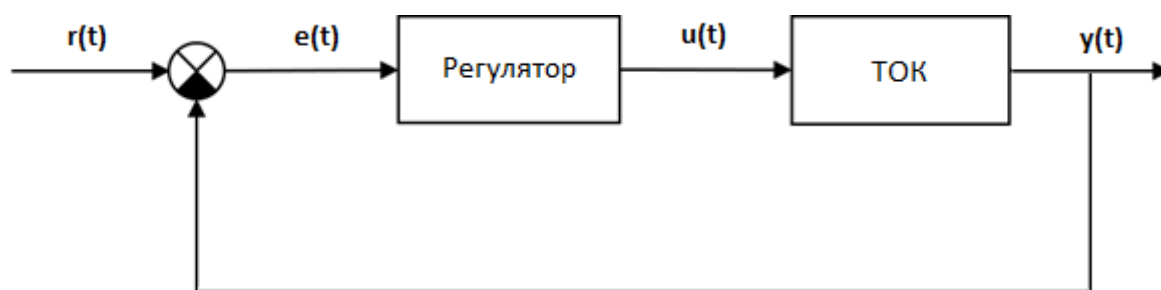 r(t)
e(t)
Регулятор
u(t)
ТОК
y(t)